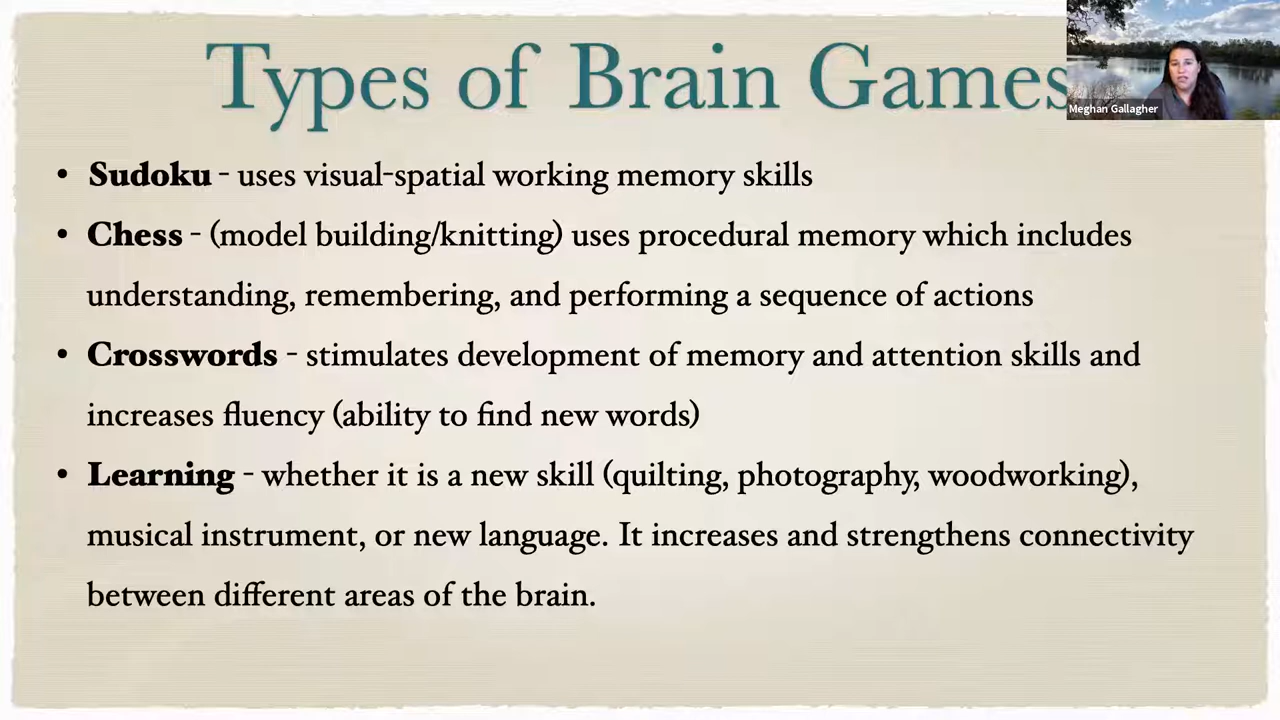 Types of Brain Games
Meghan Gallagher
• Sudoku - uses visual-spatial working memory skills
• Chess - (model building/knitting) uses procedural memory which includes
understanding, remembering, and performing a sequence of actions
• Crosswords - stimulates development of memory and attention skills and
increases fluency (ability to find new words)
• Learning - whether it is a new skill (quilting, photography, woodworking),
musical instrument, or new language. It increases and strengthens connectivity
between different areas of the brain.